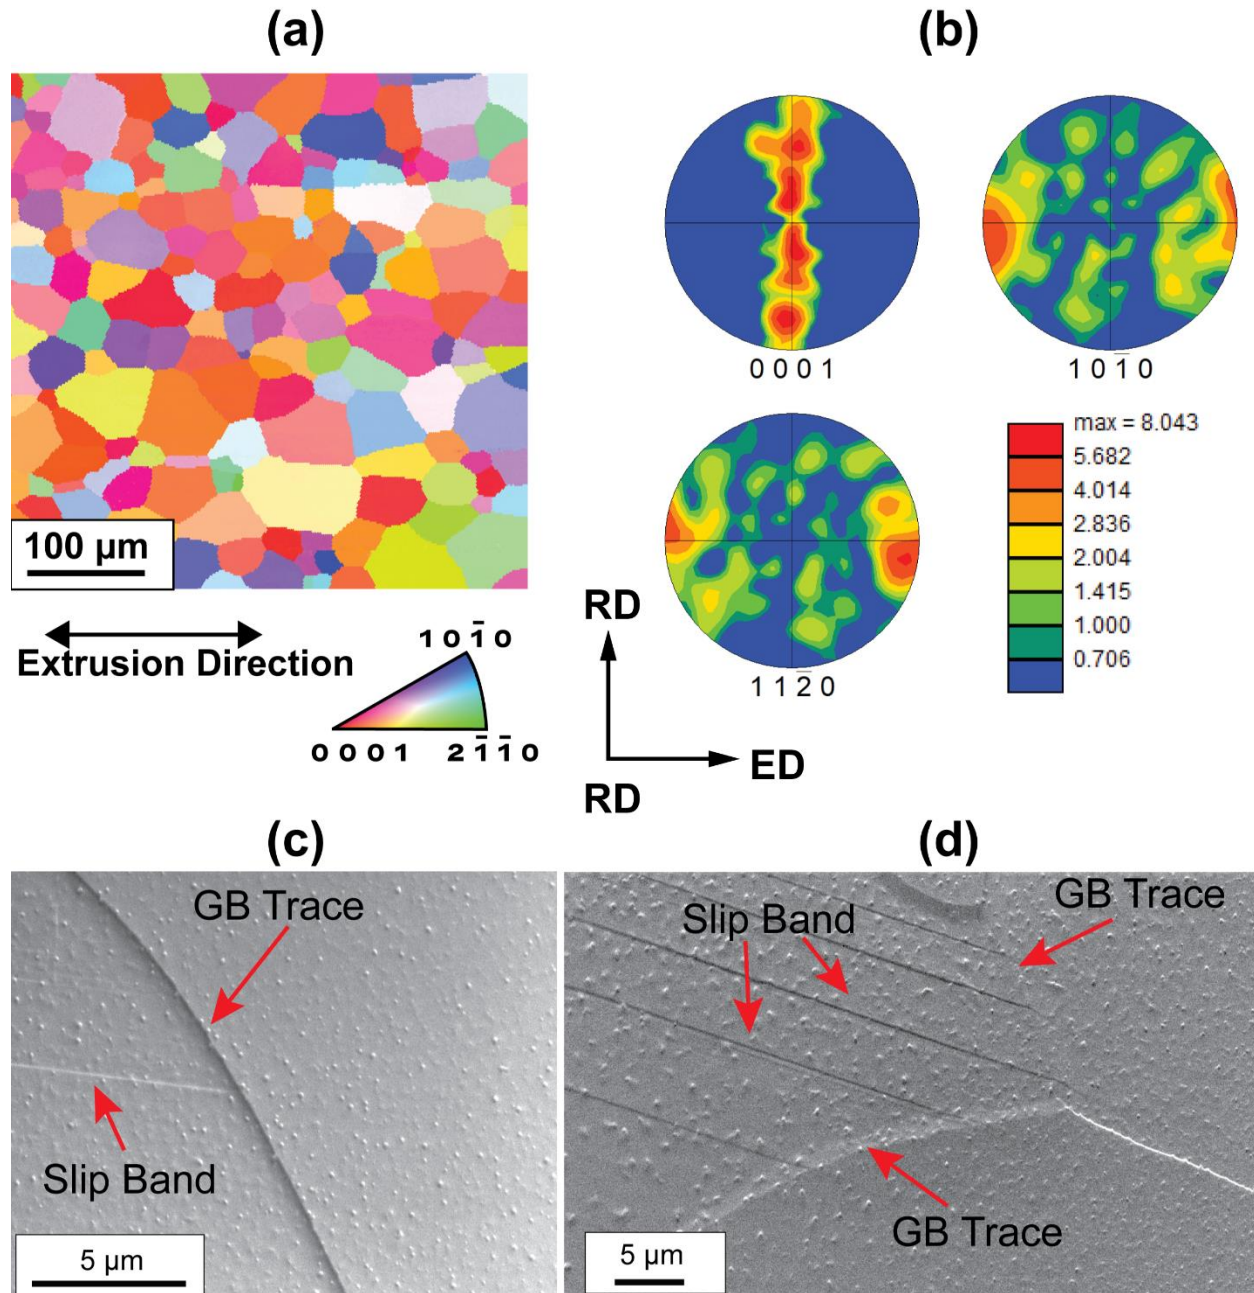 (a)
(b)
100 µm
Extrusion Direction
1 0 1̄ 0
0 0 0 1
2 1̄ 1̄ 0
0 0 0 1
1 0 1̄ 0
1 1 2̄ 0
max = 8.043
5.682
4.014
2.836
2.004
1.415
1.000
0.706
RD
ED
RD
(c)
(d)
GB Trace
Slip Band
5 µm
Slip Band
GB Trace
GB Trace
5 µm